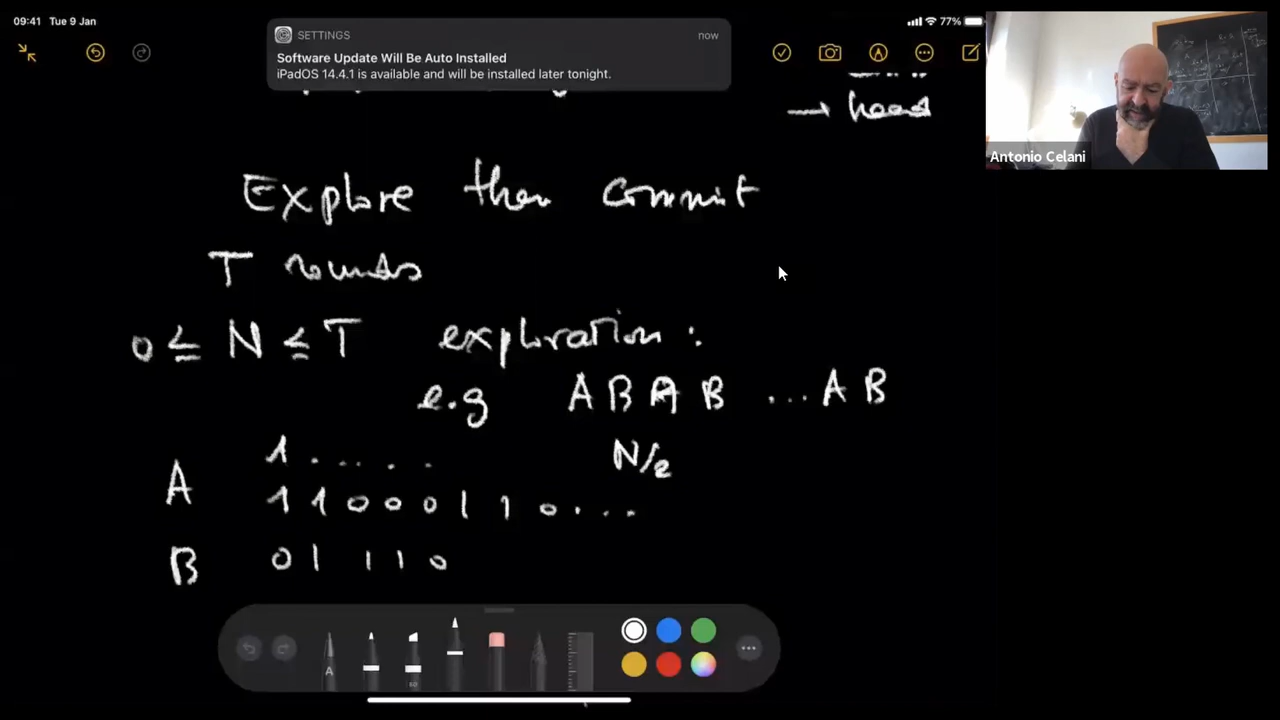 09:41 Tue 9 Jan
77%
SETTINGS
now
Software Update Will Be Auto Installed
iPadOS 14.4.1 is available and will be installed later tonight.
→ head
Antonio Celani
Explore then commit
T rounds
0 ≤ N ≤ T exploration :
e.g A B A B ... A B
N/2
A 1 . . . . .
1 1 0 0 0 1 1 0 . . .
B 0 1 1 1 0
A
80